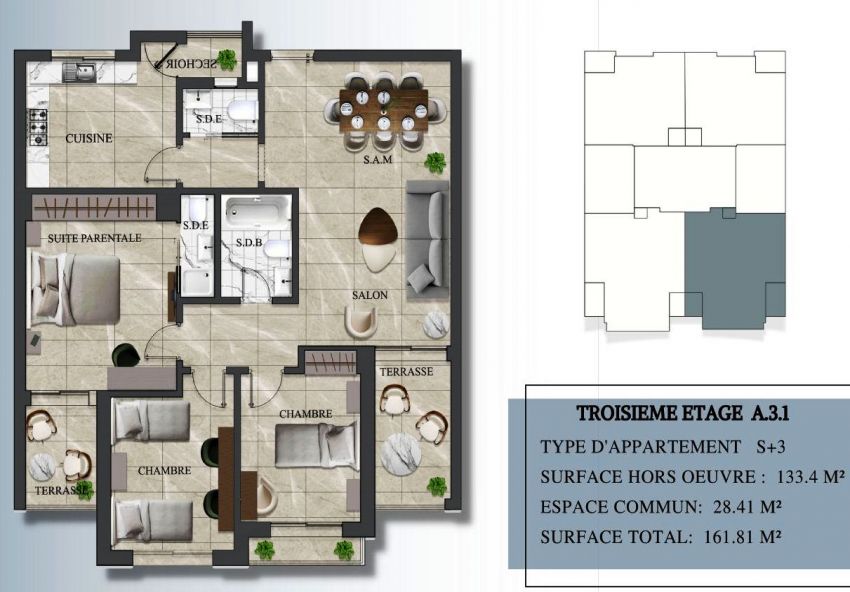 SECHOIR
CUISINE
S.D.E
S.A.M
SUITE PARENTALE
S.D.E
S.D.B
SALON
TERRASSE
CHAMBRE
CHAMBRE
TERRASSE
TROISIEME ETAGE A.3.1
TYPE D'APPARTEMENT S+3
SURFACE HORS OEUVRE : 133.4 M²
ESPACE COMMUN: 28.41 M²
SURFACE TOTAL: 161.81 M²